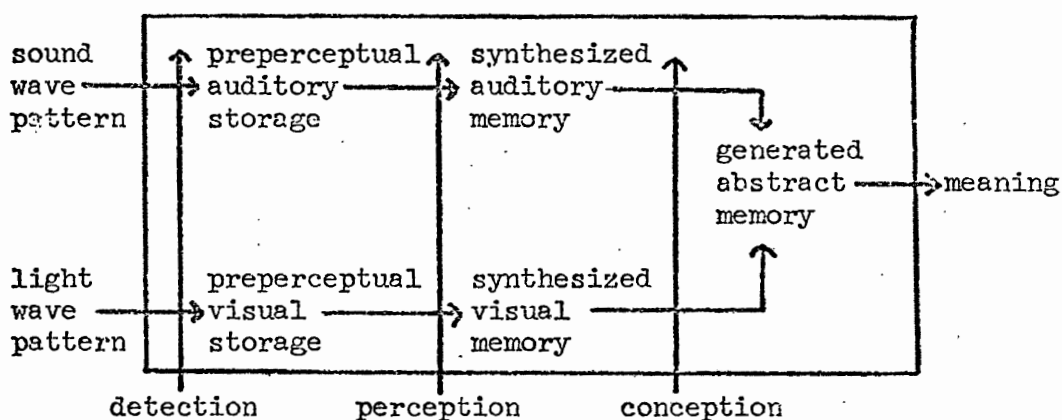 sound
wave
pattern
preperceptual
auditory
storage
synthesized
auditory
memory
generated
abstract
memory
meaning
light
wave
pattern
preperceptual
visual
storage
synthesized
visual
memory
detection
perception
conception